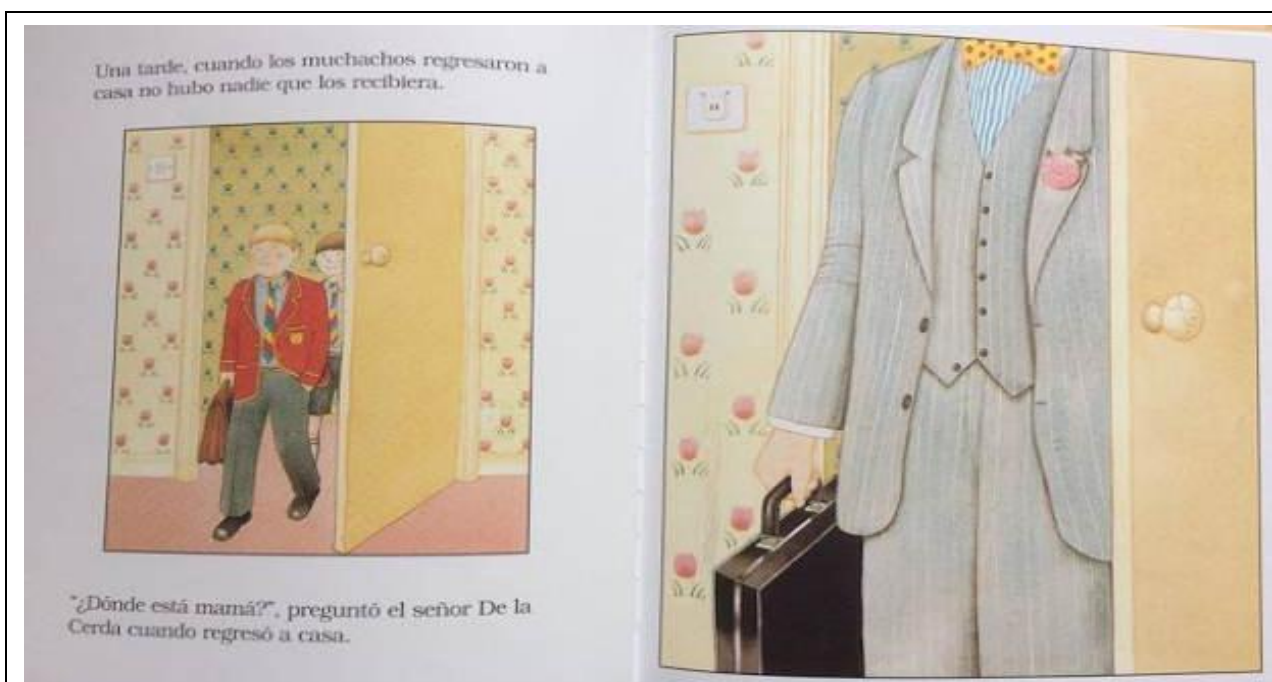 Una tarde, cuando los muchachos regresaron a
casa no hubo nadie que los recibiera.
"¿Dónde está mamá?", preguntó el señor De la
Cerda cuando regresó a casa.